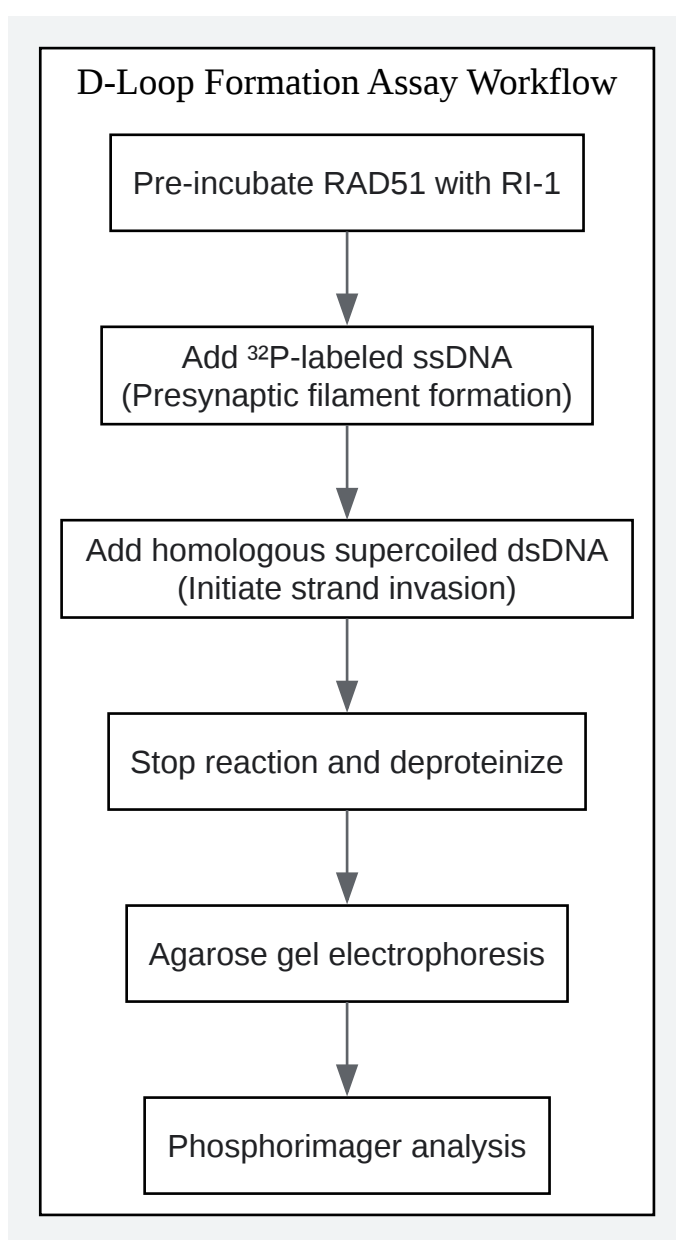 D-Loop Formation Assay Workflow
Pre-incubate RAD51 with RI-1
Add ³²P-labeled ssDNA
(Presynaptic filament formation)
Add homologous supercoiled dsDNA
(Initiate strand invasion)
Stop reaction and deproteinize
Agarose gel electrophoresis
Phosphorimager analysis